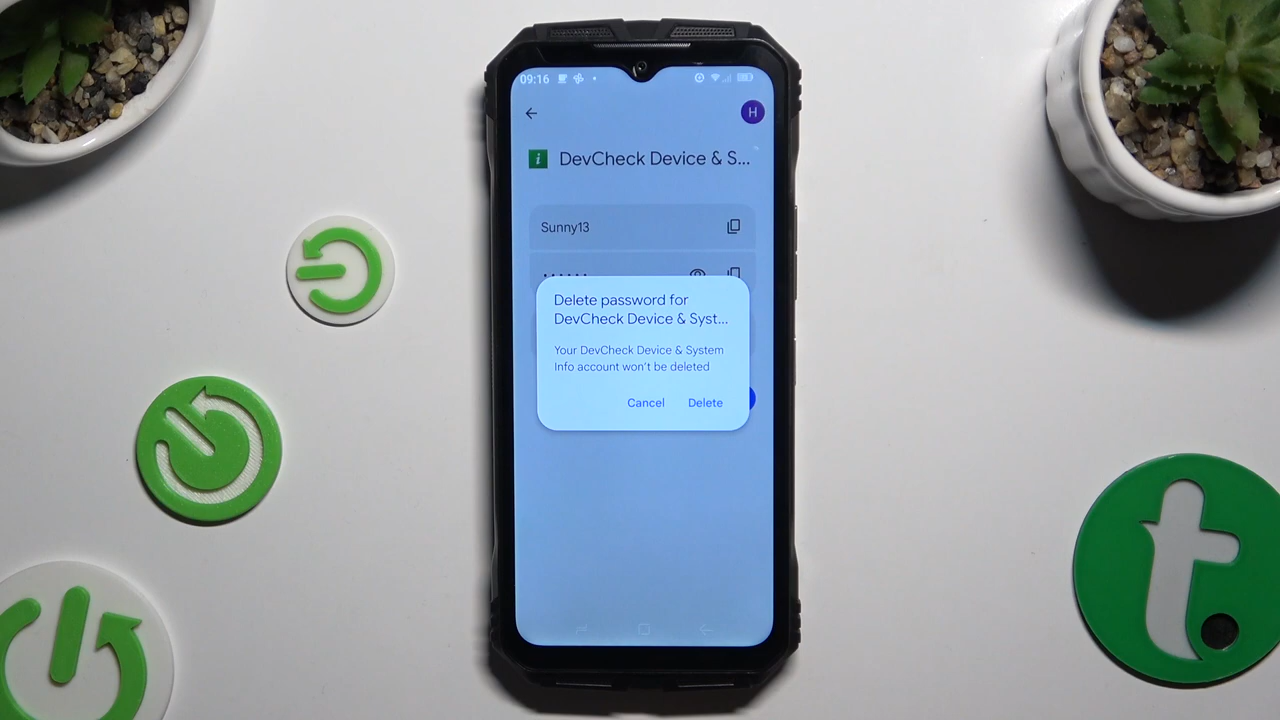 09:16
H
i DevCheck Device & S...
Sunny13
Delete password for
DevCheck Device & Syst...
Your DevCheck Device & System
Info account won't be deleted
Cancel Delete
t